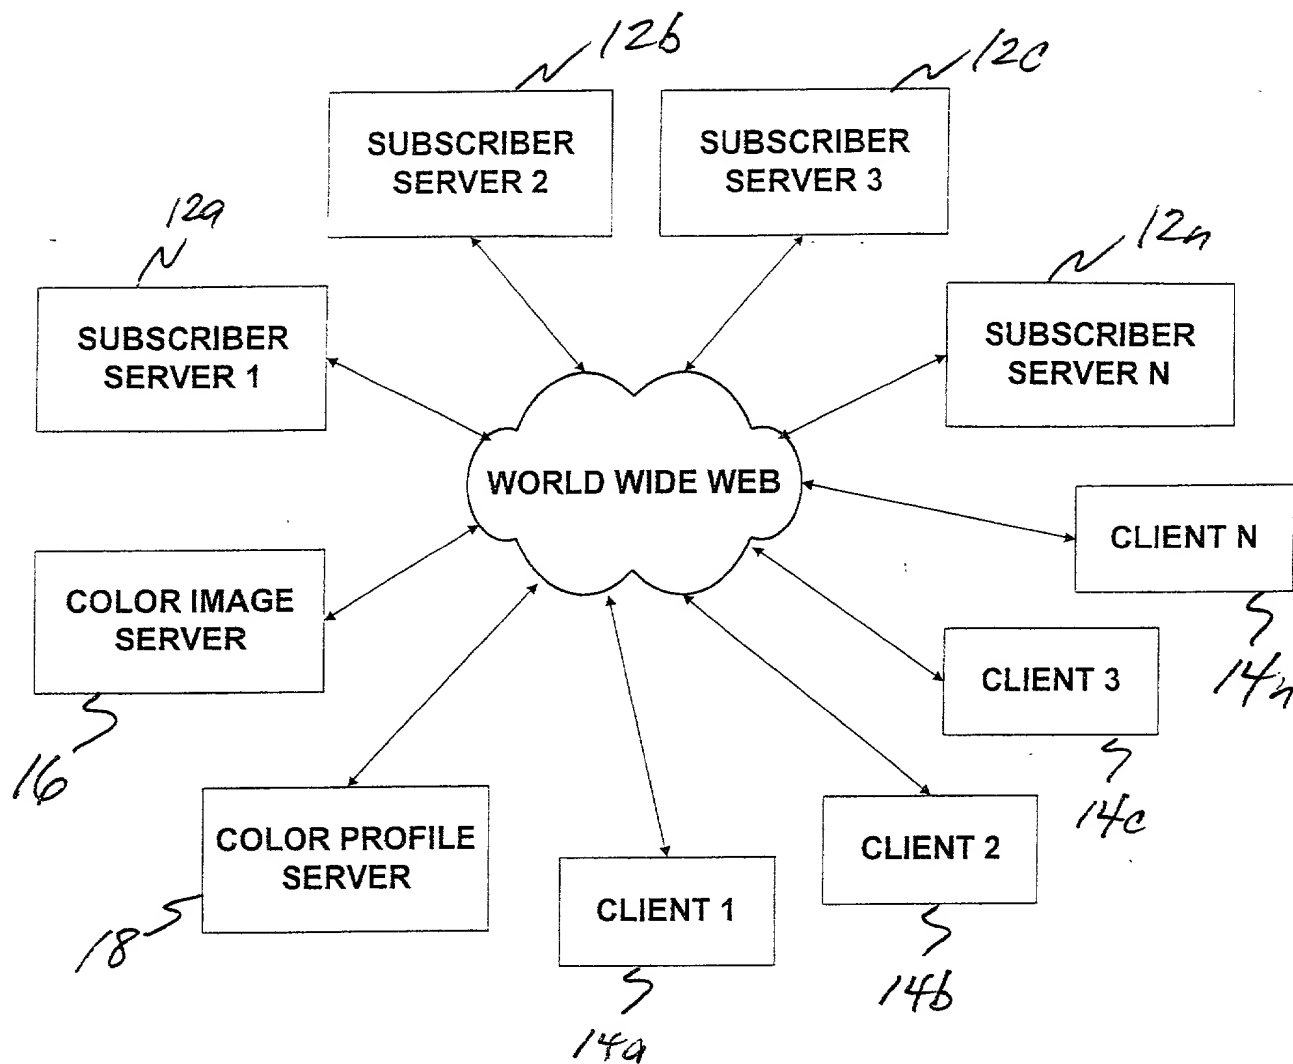 12b
12c
SUBSCRIBER
SERVER 2
SUBSCRIBER
SERVER 3
12a
12n
SUBSCRIBER
SERVER 1
SUBSCRIBER
SERVER N
WORLD WIDE WEB
CLIENT N
14n
COLOR IMAGE
SERVER
16
CLIENT 3
14c
COLOR PROFILE
SERVER
18
CLIENT 2
14b
CLIENT 1
14a